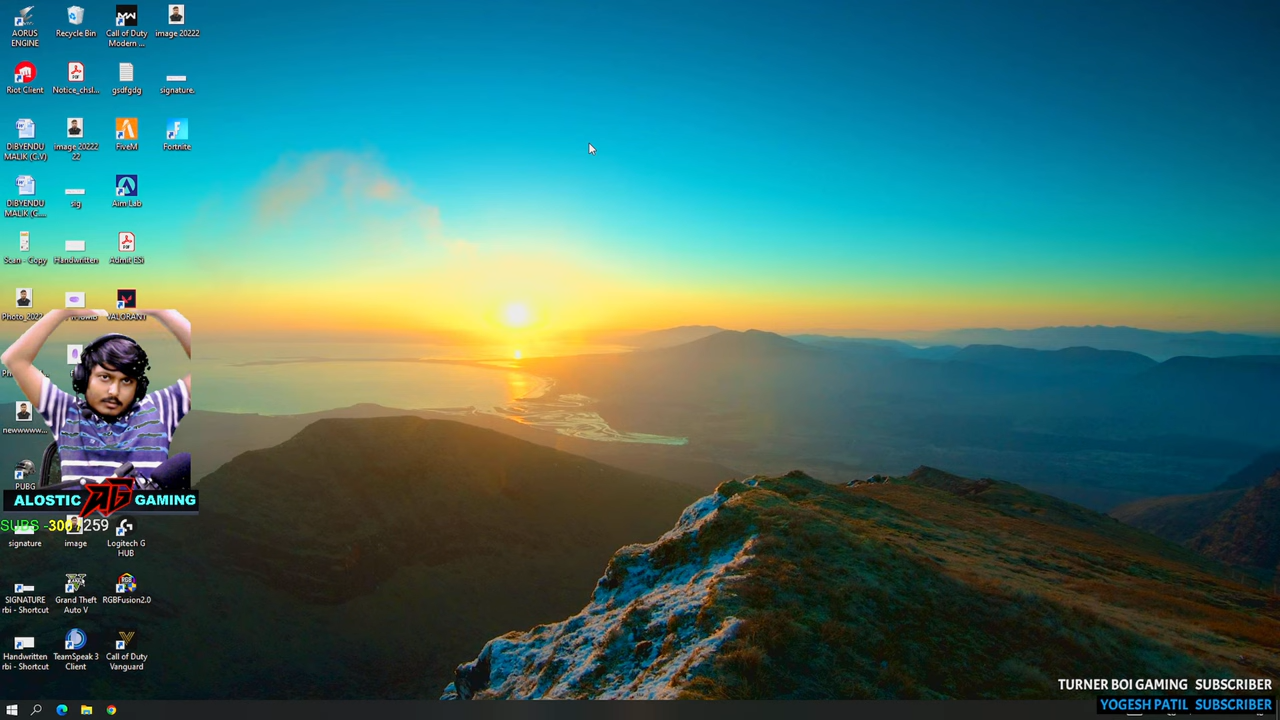 AORUS
ENGINE
Recycle Bin
Call of Duty
Modern ...
image 20222
Riot Client
Notice_chsl...
gsdfgdg
signature.
DIBYENDU
MALIK (C.V)
image 20222
22
FiveM
Fortnite
DIBYENDU
MALIK (C....
sig
Aim Lab
Scan - Copy
Handwritten
Admit ESI
VALORANT
newwwww...
PUBG
ALOSTIC AG GAMING
SUBS -300 / 259
signature
image
Logitech G
HUB
SIGNATURE
rbi - Shortcut
Grand Theft
Auto V
RGBFusion2.0
Handwritten
rbi - Shortcut
TeamSpeak 3
Client
Call of Duty
Vanguard
TURNER BOI GAMING SUBSCRIBER
YOGESH PATIL SUBSCRIBER